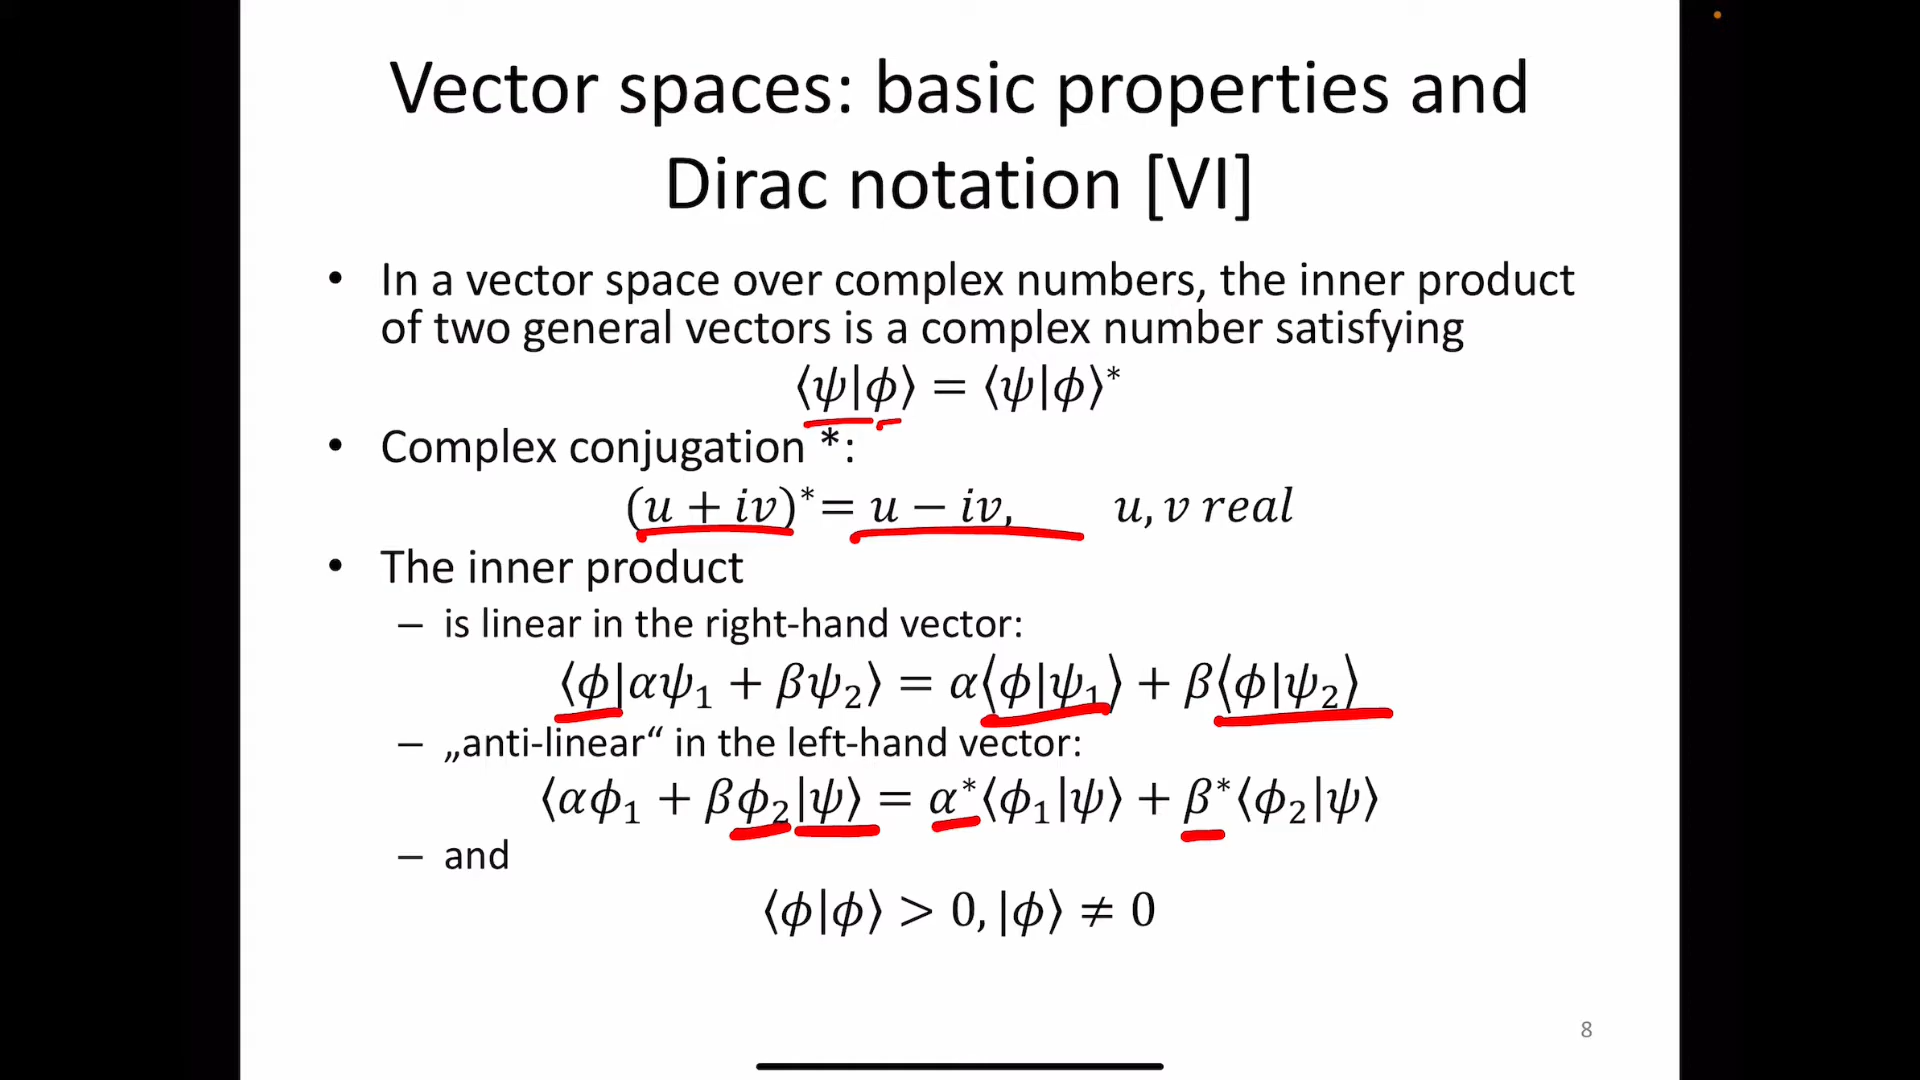 Vector spaces: basic properties and
Dirac notation [VI]
• In a vector space over complex numbers, the inner product
of two general vectors is a complex number satisfying
⟨ψ|ϕ⟩ = ⟨ψ|ϕ⟩*
• Complex conjugation *:
(u + iv)*= u − iv, u, v real
• The inner product
– is linear in the right-hand vector:
⟨ϕ|αψ₁ + βψ₂⟩ = α⟨ϕ|ψ₁⟩ + β⟨ϕ|ψ₂⟩
– „anti-linear“ in the left-hand vector:
⟨αϕ₁ + βϕ₂|ψ⟩ = α*⟨ϕ₁|ψ⟩ + β*⟨ϕ₂|ψ⟩
– and
⟨ϕ|ϕ⟩ > 0, |ϕ⟩ ≠ 0
8